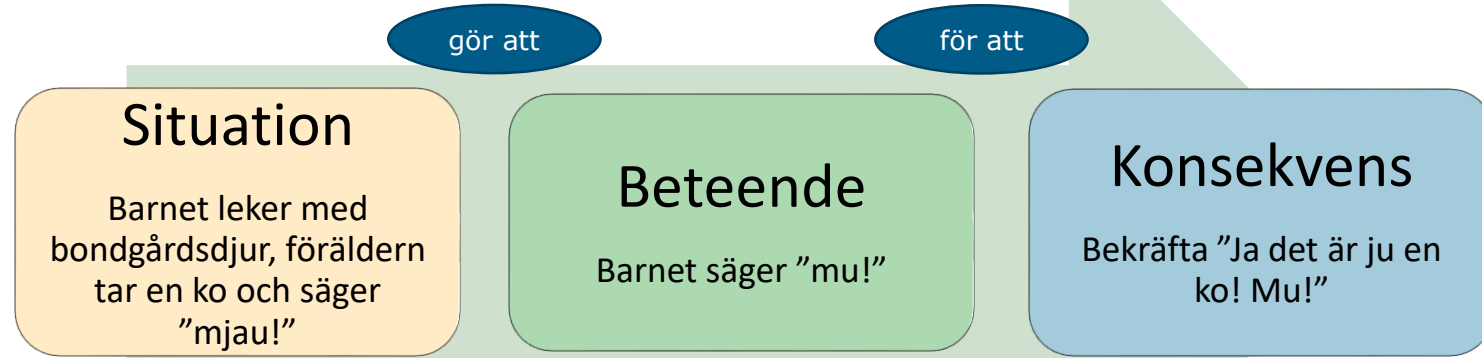 gör att
för att
Situation
Barnet leker med
bondgårdsdjur, föräldern
tar en ko och säger
”mjau!”
Beteende
Barnet säger ”mu!”
Konsekvens
Bekräfta ”Ja det är ju en
ko! Mu!”